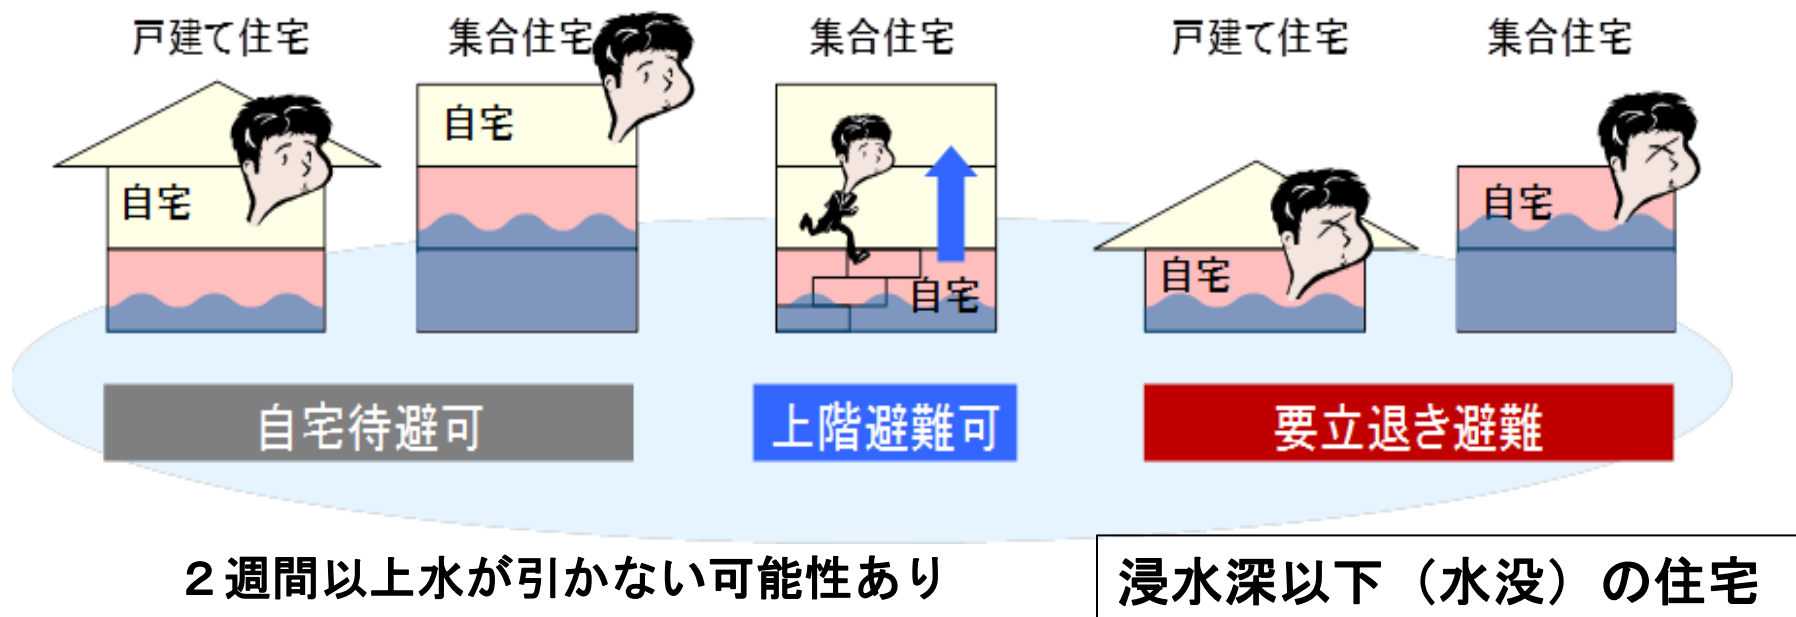 戸建て住宅
集合住宅
集合住宅
戸建て住宅
集合住宅
自宅
自宅
自宅
自宅
自宅
自宅待避可
上階避難可
要立退き避難
２週間以上水が引かない可能性あり
浸水深以下（水没）の住宅